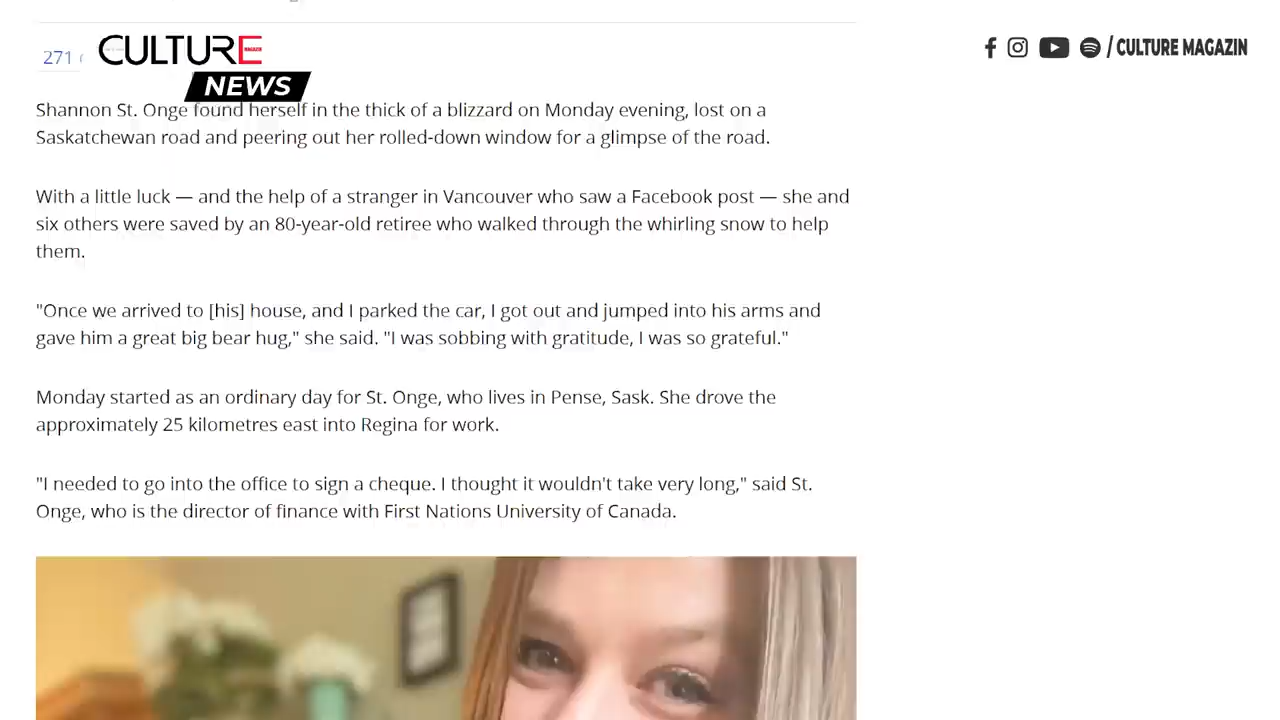 271
CULTURE
NEWS
/ CULTURE MAGAZIN
Shannon St. Onge found herself in the thick of a blizzard on Monday evening, lost on a
Saskatchewan road and peering out her rolled-down window for a glimpse of the road.
With a little luck — and the help of a stranger in Vancouver who saw a Facebook post — she and
six others were saved by an 80-year-old retiree who walked through the whirling snow to help
them.
"Once we arrived to [his] house, and I parked the car, I got out and jumped into his arms and
gave him a great big bear hug," she said. "I was sobbing with gratitude, I was so grateful."
Monday started as an ordinary day for St. Onge, who lives in Pense, Sask. She drove the
approximately 25 kilometres east into Regina for work.
"I needed to go into the office to sign a cheque. I thought it wouldn't take very long," said St.
Onge, who is the director of finance with First Nations University of Canada.